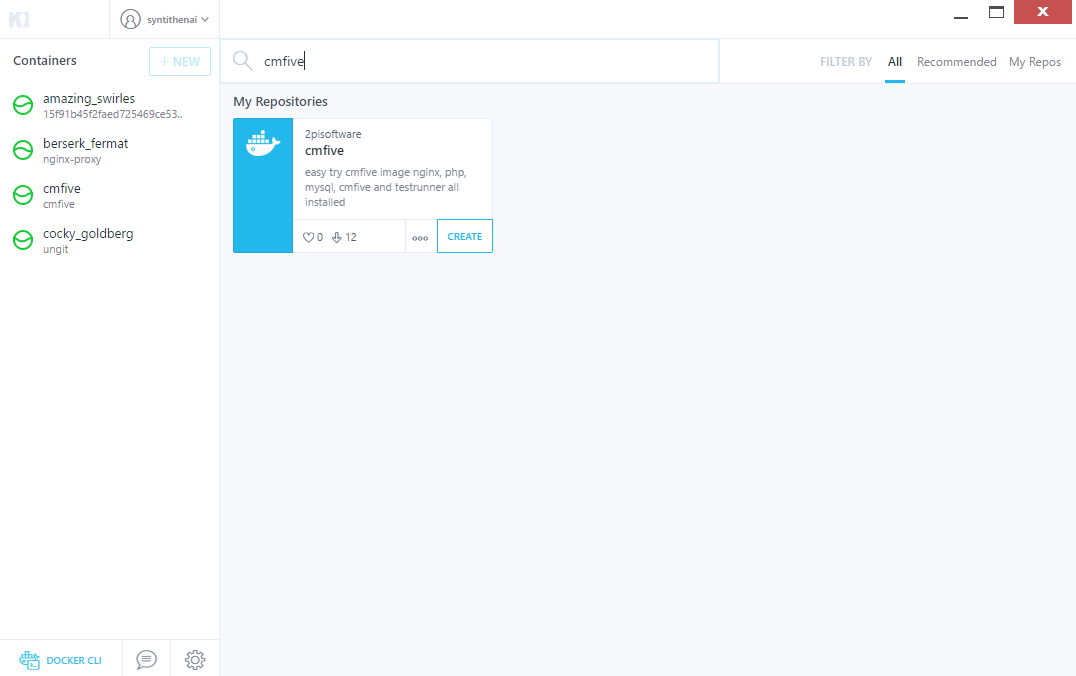 syntithenai
Containers
+ NEW
amazing_swirles
15f91b45f2faed725469ce53..
berserk_fermat
nginx-proxy
cmfive
cmfive
cocky_goldberg
ungit
DOCKER CLI
cmfive
FILTER BY All Recommended My Repos
My Repositories
2pisoftware
cmfive
easy try cmfive image nginx, php,
mysql, cmfive and testrunner all
installed
0 12
CREATE